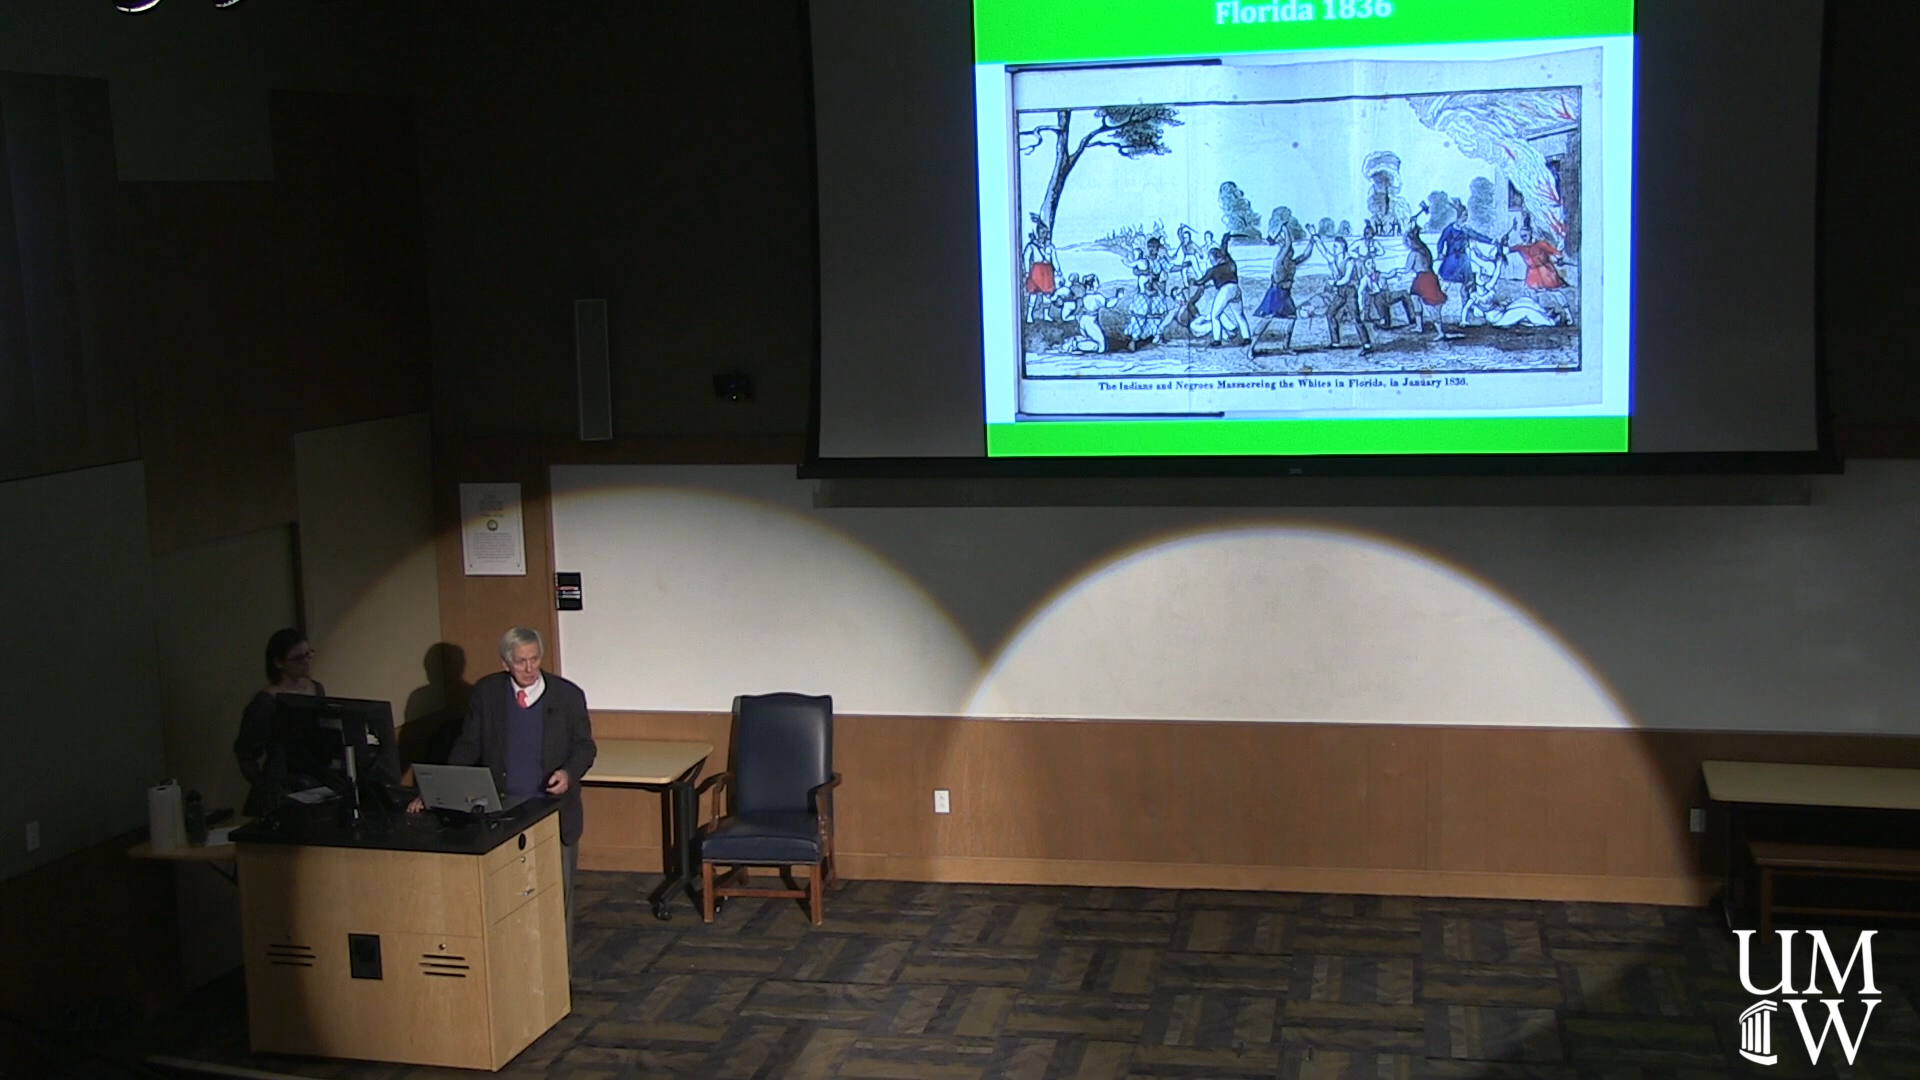 Florida 1836
The Indians and Negroes Massacreing the Whites in Florida, in January 1836.
UM
W